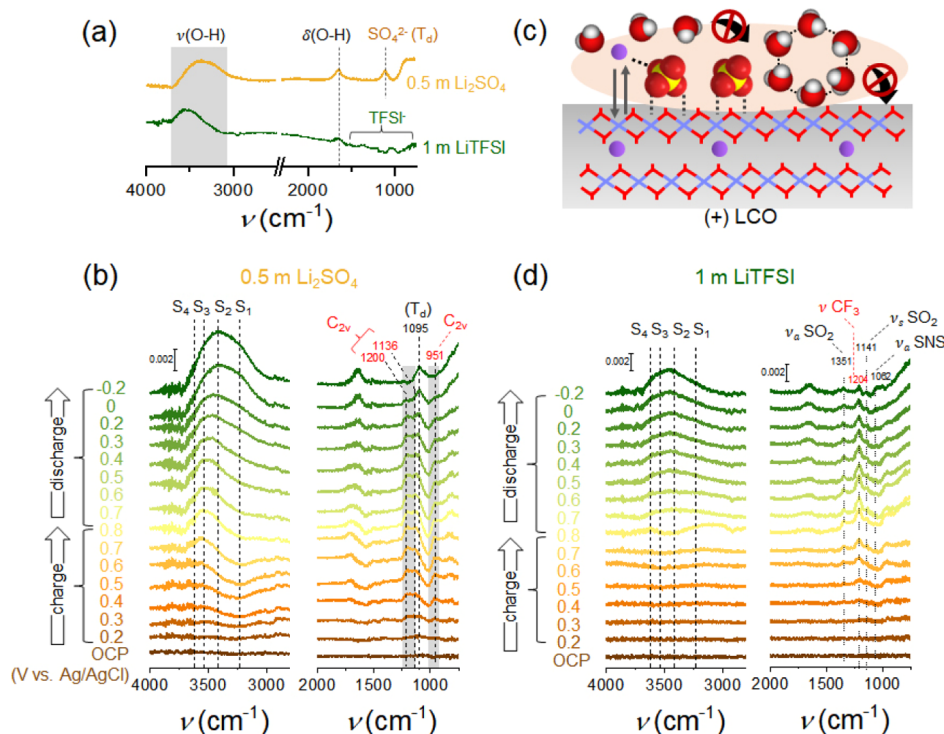 (a)
ν(O-H)
δ(O-H)
SO₄²⁻ (T_d)
0.5 m Li₂SO₄
TFSI⁻
1 m LiTFSI
4000 3000 2000 1000
ν (cm⁻¹)
(c)
(+) LCO
(b)
0.5 m Li₂SO₄
S₄ S₃ S₂ S₁
(T_d)
C₂ᵥ
1095
C₂ᵥ
1136
1200
951
0.002
-0.2
0
0.2
0.3
0.4
0.5
0.6
0.7
0.8
0.7
0.6
0.5
0.4
0.3
0.2
OCP
discharge
charge
(V vs. Ag/AgCl)
4000 3500 3000
2000 1500 1000
ν (cm⁻¹)
(d)
1 m LiTFSI
S₄ S₃ S₂ S₁
ν CF₃
νₐ SO₂
νₛ SO₂
νₐ SNS
1351
1141
1204
1062
0.002
0.002
-0.2
0
0.2
0.3
0.4
0.5
0.6
0.7
0.8
0.7
0.6
0.5
0.4
0.3
0.2
OCP
discharge
charge
4000 3500 3000
2000 1500 1000
ν (cm⁻¹)